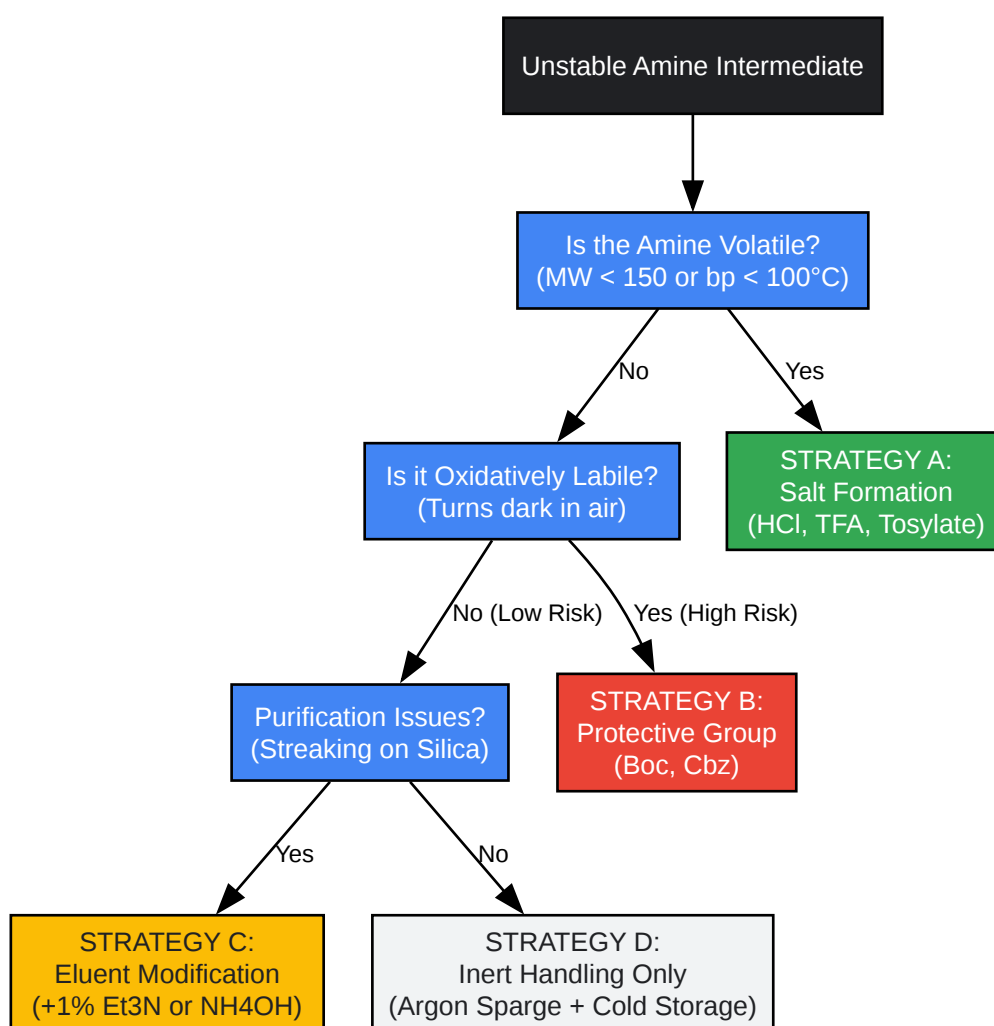 Unstable Amine Intermediate
Is the Amine Volatile?
(MW < 150 or bp < 100°C)
No
Yes
Is it Oxidatively Labile?
(Turns dark in air)
STRATEGY A:
Salt Formation
(HCl, TFA, Tosylate)
No (Low Risk)
Yes (High Risk)
Purification Issues?
(Streaking on Silica)
STRATEGY B:
Protective Group
(Boc, Cbz)
Yes
No
STRATEGY C:
Eluent Modification
(+1% Et3N or NH4OH)
STRATEGY D:
Inert Handling Only
(Argon Sparge + Cold Storage)